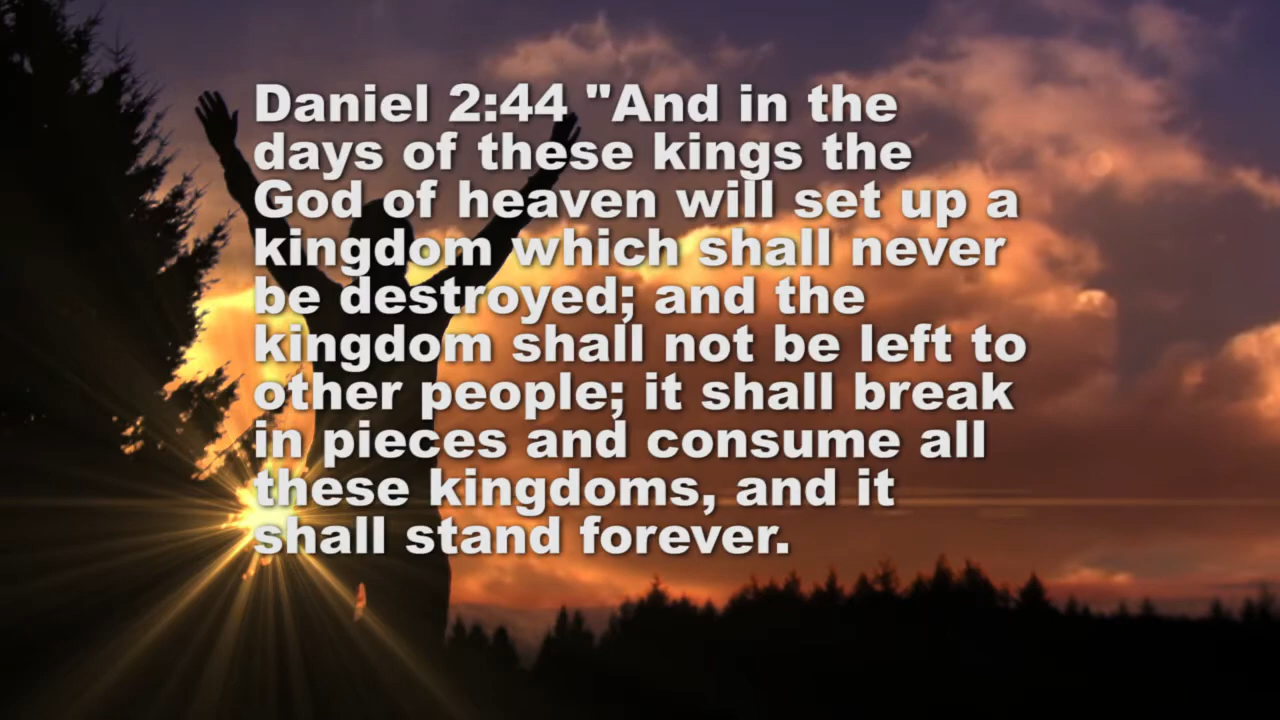 Daniel 2:44 "And in the
days of these kings the
God of heaven will set up a
kingdom which shall never
be destroyed; and the
kingdom shall not be left to
other people; it shall break
in pieces and consume all
these kingdoms, and it
shall stand forever.